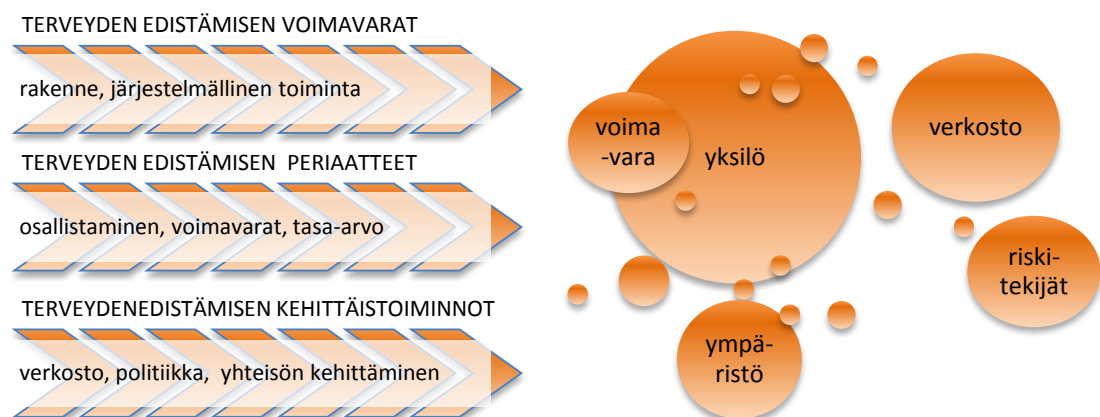 TERVEYDEN EDISTÄMISEN VOIMAVARAT
rakenne, järjestelmällinen toiminta
TERVEYDEN EDISTÄMISEN  PERIAATTEET
osallistaminen, voimavarat, tasa-arvo
TERVEYDENEDISTÄMISEN KEHITTÄISTOIMINNOT
verkosto, politiikka,  yhteisön kehittäminen
voima
-vara
yksilö
verkosto
riski-
tekijät
ympä-
ristö